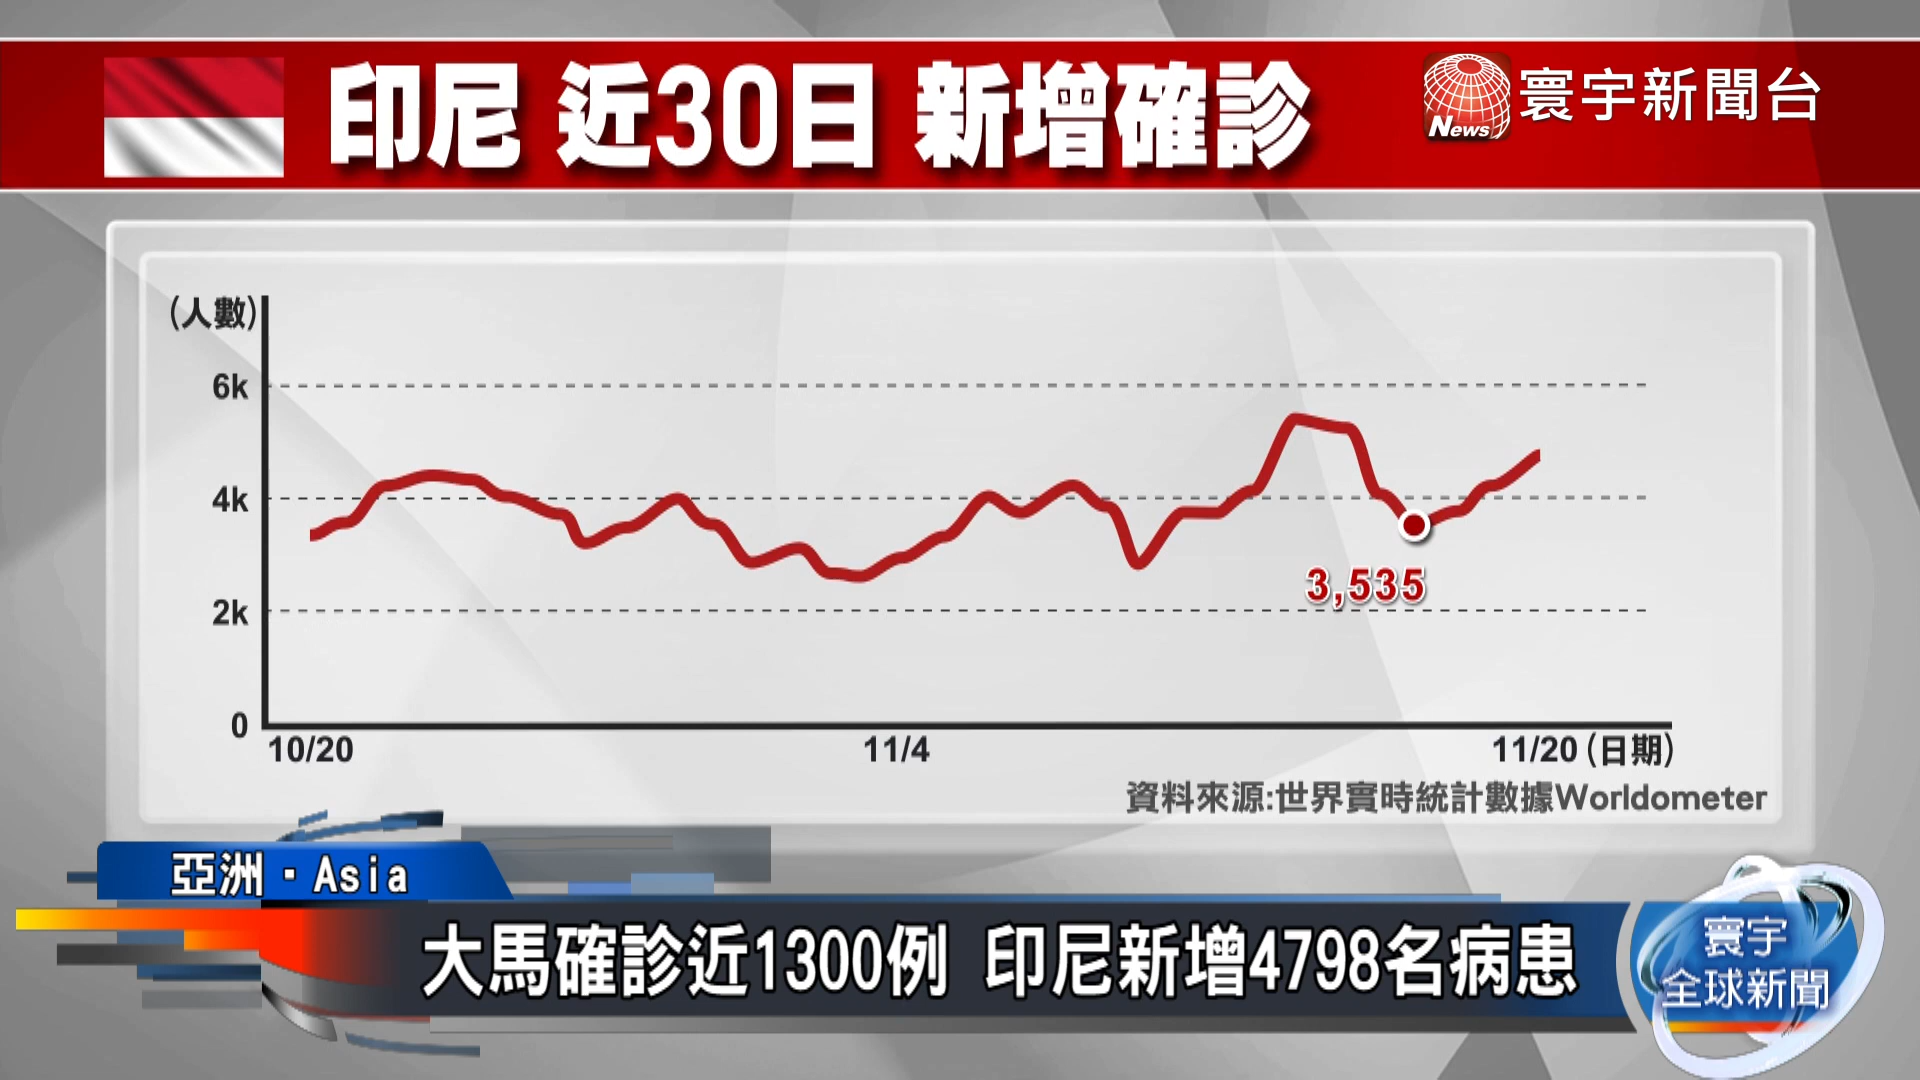 印尼 近30日 新增確診
News 寰宇新聞台
(人數)
6k
4k
2k
0
3,535
10/20 11/4 11/20 (日期)
資料來源:世界實時統計數據Worldometer
亞洲·Asia
大馬確診近1300例 印尼新增4798名病患
寰宇
全球新聞